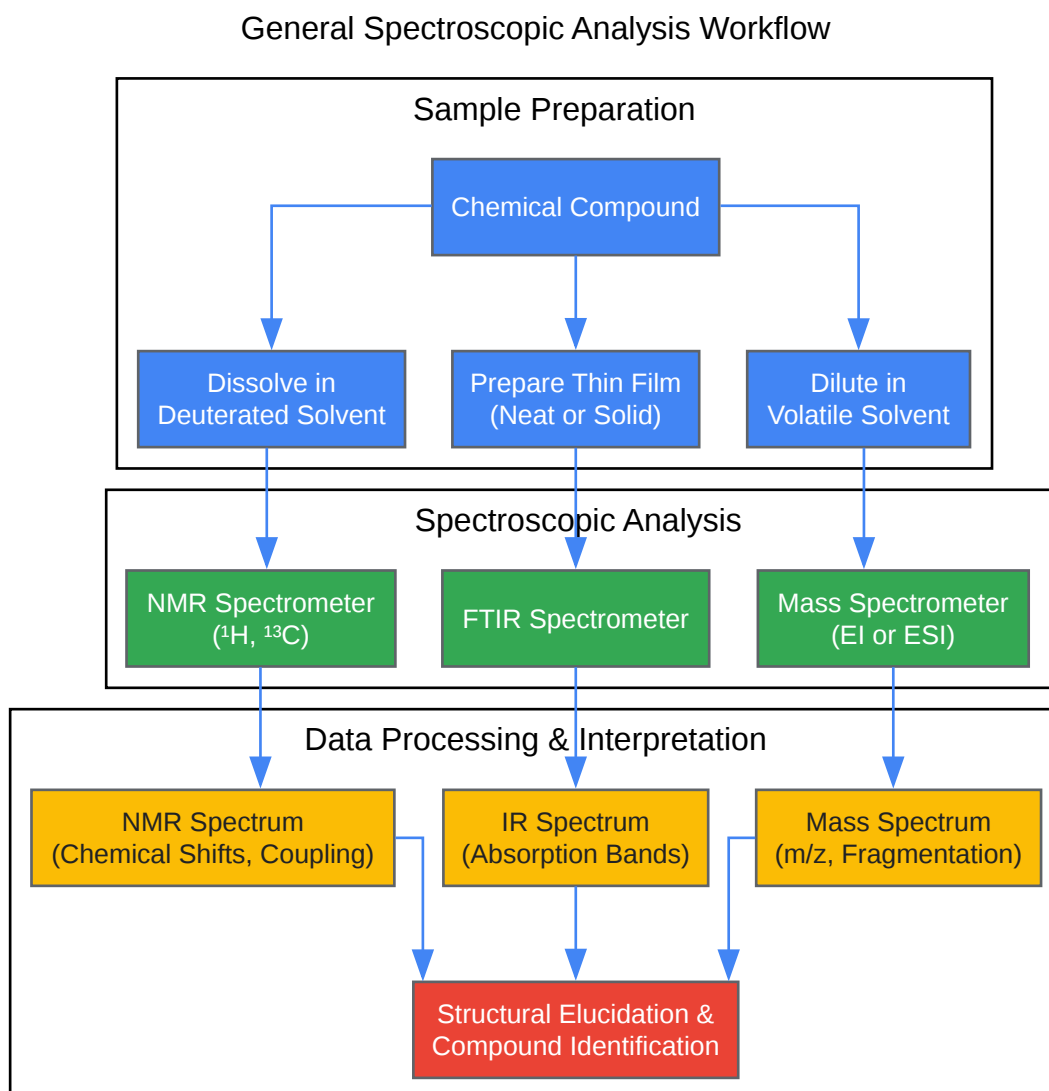 General Spectroscopic Analysis Workflow
Sample Preparation
Chemical Compound
Dissolve in
Deuterated Solvent
Prepare Thin Film
(Neat or Solid)
Dilute in
Volatile Solvent
Spectroscopic Analysis
NMR Spectrometer
(¹H, ¹³C)
FTIR Spectrometer
Mass Spectrometer
(EI or ESI)
Data Processing & Interpretation
NMR Spectrum
(Chemical Shifts, Coupling)
IR Spectrum
(Absorption Bands)
Mass Spectrum
(m/z, Fragmentation)
Structural Elucidation &
Compound Identification